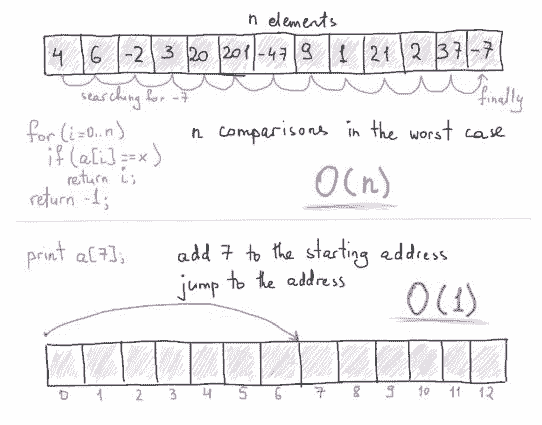 n elements
4 6 -2 3 20 201 -47 9 1 21 2 37 -7
searching for -7
finally
for (i=0..n)
if (a[i]==x)
return i;
return -1;
n comparisons in the worst case
O(n)
print a[7];
add 7 to the starting address
jump to the address
O(1)
0 1 2 3 4 5 6 7 8 9 10 11 12